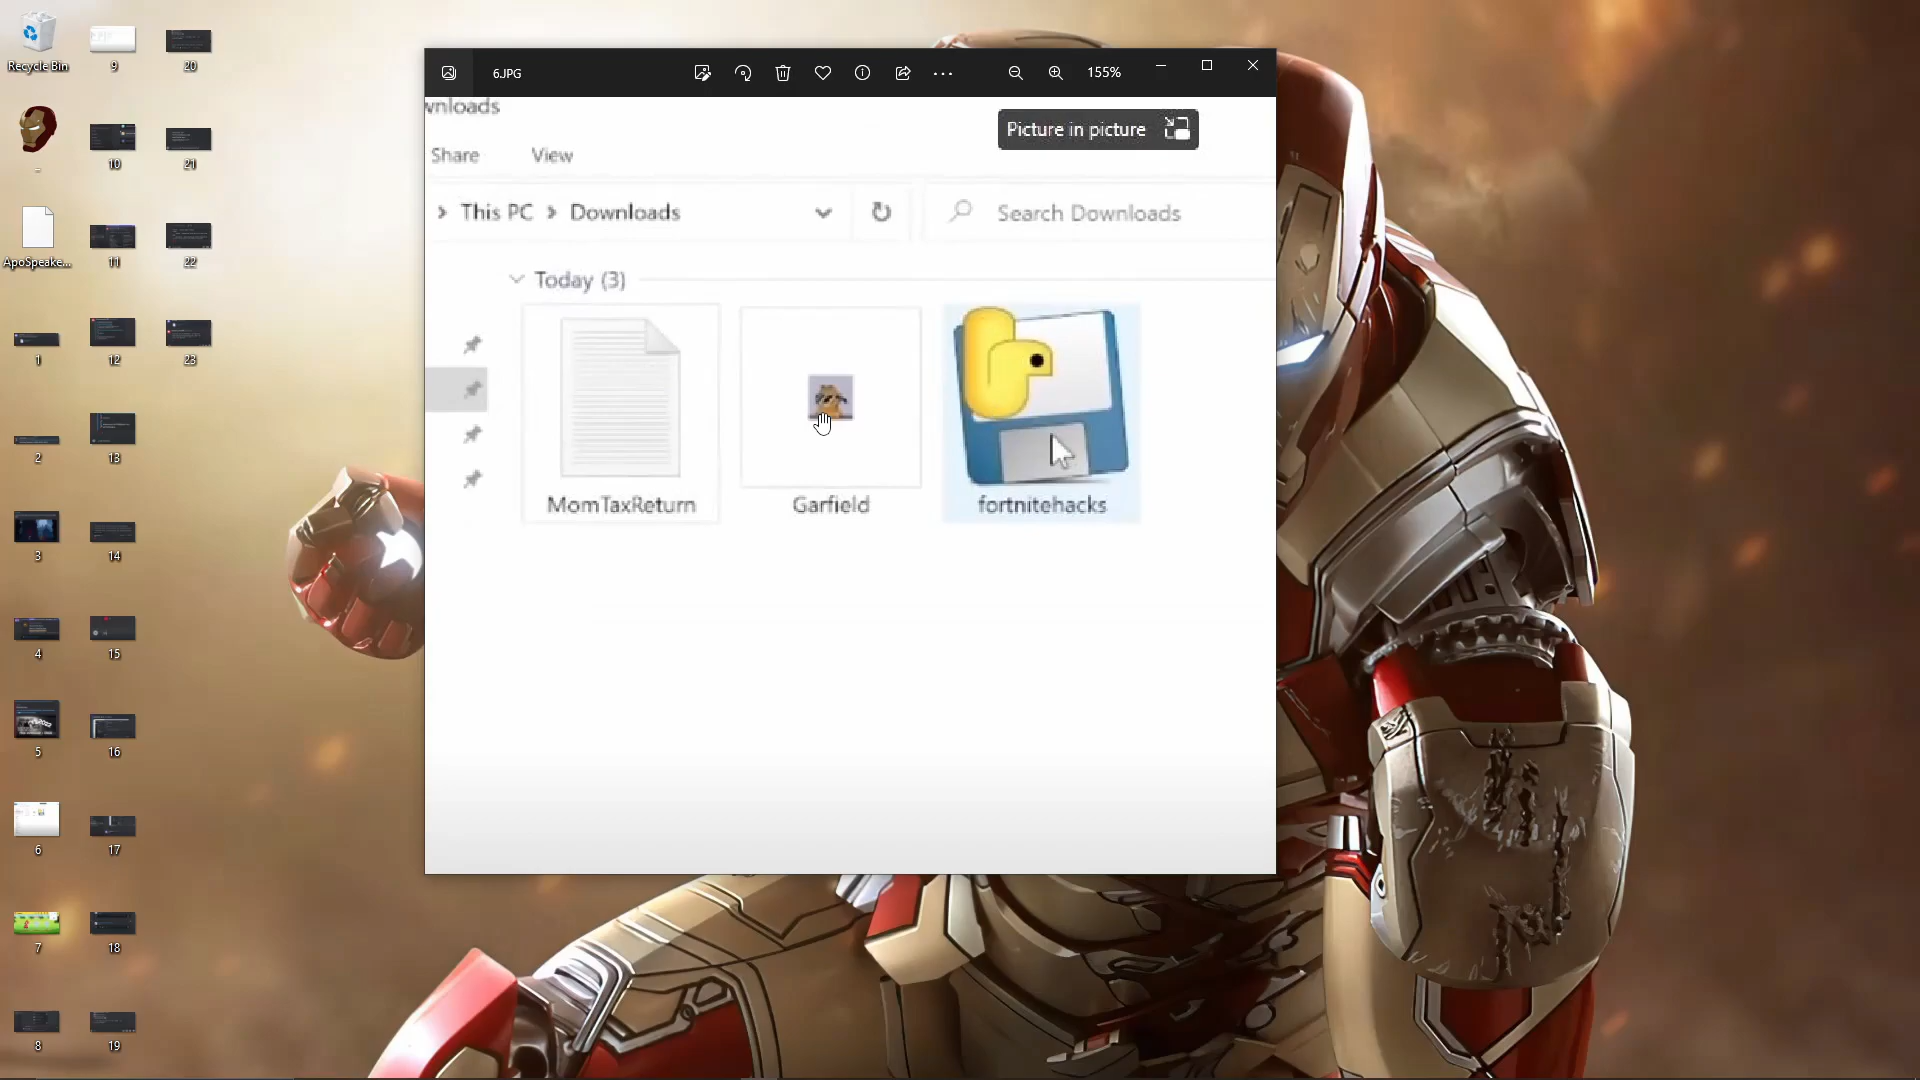 Recycle Bin
-
ApoSpeake...
1
2
3
4
5
6
7
8
9
10
11
12
13
14
15
16
17
18
19
20
21
22
23
6.JPG
155%
wnloads
Picture in picture
Share
View
This PC > Downloads
Search Downloads
Today (3)
MomTaxReturn
Garfield
fortnitehacks